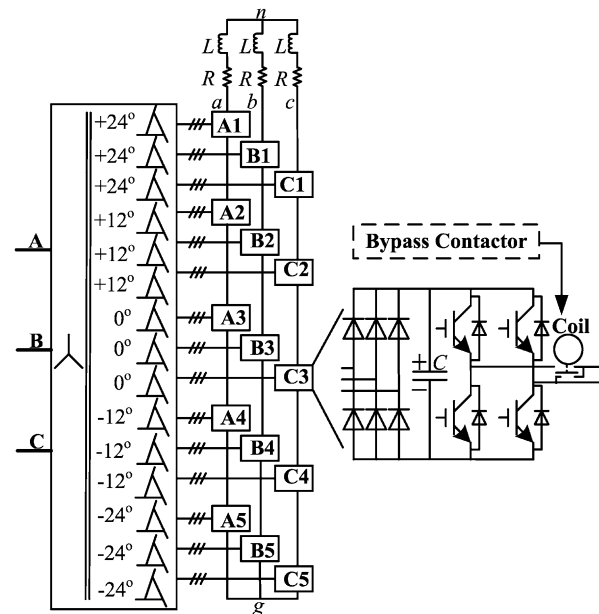 n
L L L
R R R
a b c
+24° A1
+24° B1
+24° C1
+12° A2
A
+12° B2
Bypass Contactor
+12° C2
0° A3
Coil
B
0° B3
+ C
0° C3
−
-12° A4
C
-12° B4
-12° C4
-24° A5
-24° B5
-24° C5
g